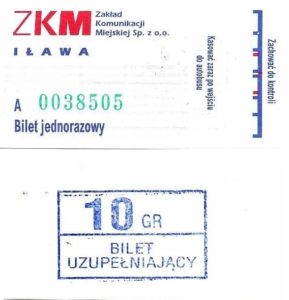 ZKM Zakład
Komunikacji
Miejskiej Sp. z o.o.
IŁAWA
A 0038505
Bilet jednorazowy
Kasować zaraz po wejściu
do autobusu
Zachować do kontroli
10 GR
BILET
UZUPEŁNIAJĄCY